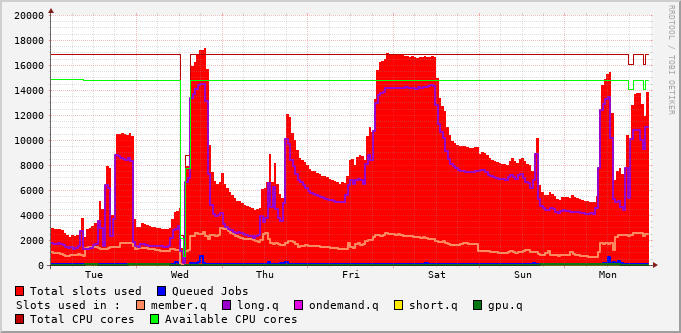 20000
18000
16000
14000
12000
10000
8000
6000
4000
2000
0
Tue Wed Thu Fri Sat Sun Mon
RRDTOOL / TOBI OETIKER
Total slots used Queued Jobs
Slots used in : member.q long.q ondemand.q short.q gpu.q
Total CPU cores Available CPU cores